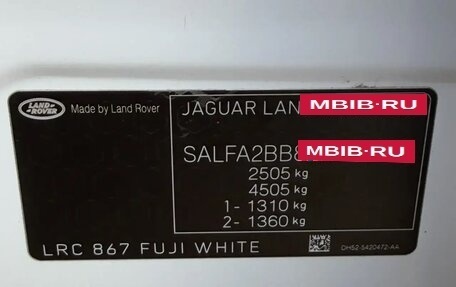 LAND ROVER
Made by Land Rover
JAGUAR LAN
MBIB-RU
MBIB-RU
SALFA2BB8
2505 kg
4505 kg
1- 1310 kg
2- 1360 kg
LRC 867 FUJI WHITE
DH52-5420472-AA